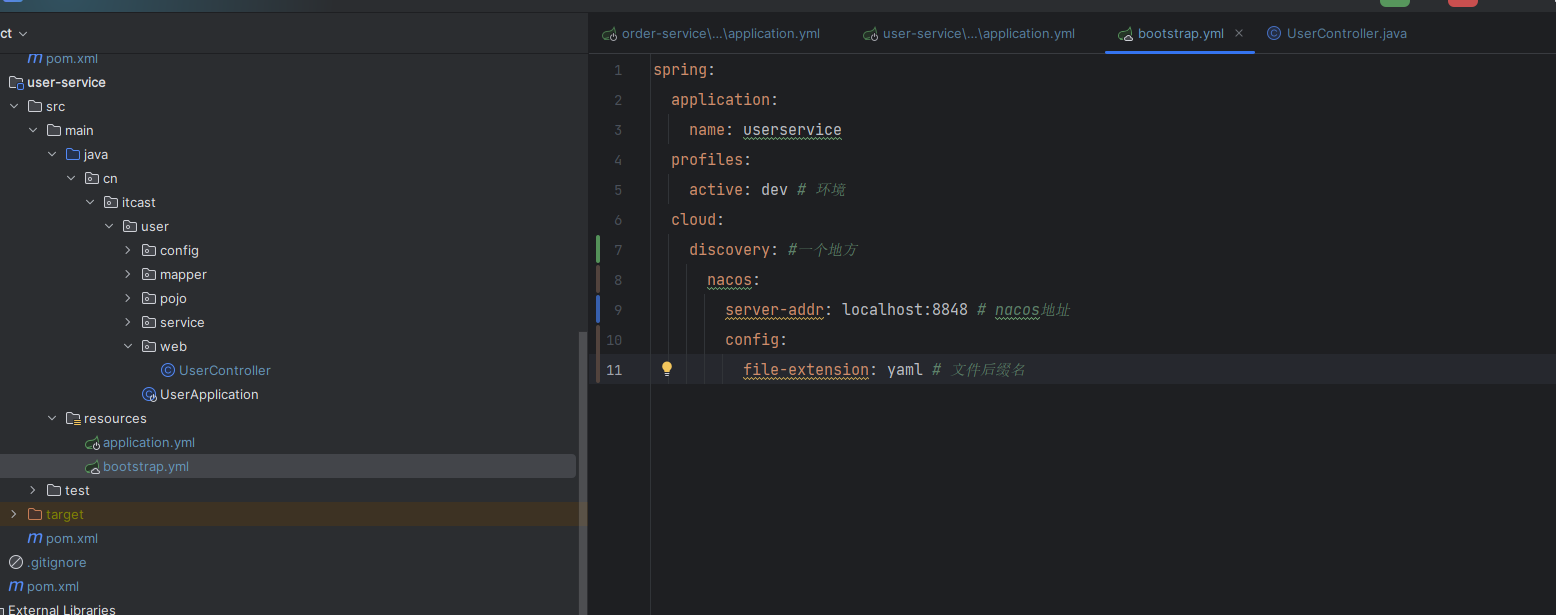 ct
order-service\...\application.yml
user-service\...\application.yml
bootstrap.yml
UserController.java
pom.xml
user-service
src
main
java
cn
itcast
user
config
mapper
pojo
service
web
UserController
UserApplication
resources
application.yml
bootstrap.yml
test
target
pom.xml
.gitignore
pom.xml
External Libraries
1 spring:
2 application:
3 name: userservice
4 profiles:
5 active: dev # 环境
6 cloud:
7 discovery: #一个地方
8 nacos:
9 server-addr: localhost:8848 # nacos地址
10 config:
11 file-extension: yaml # 文件后缀名